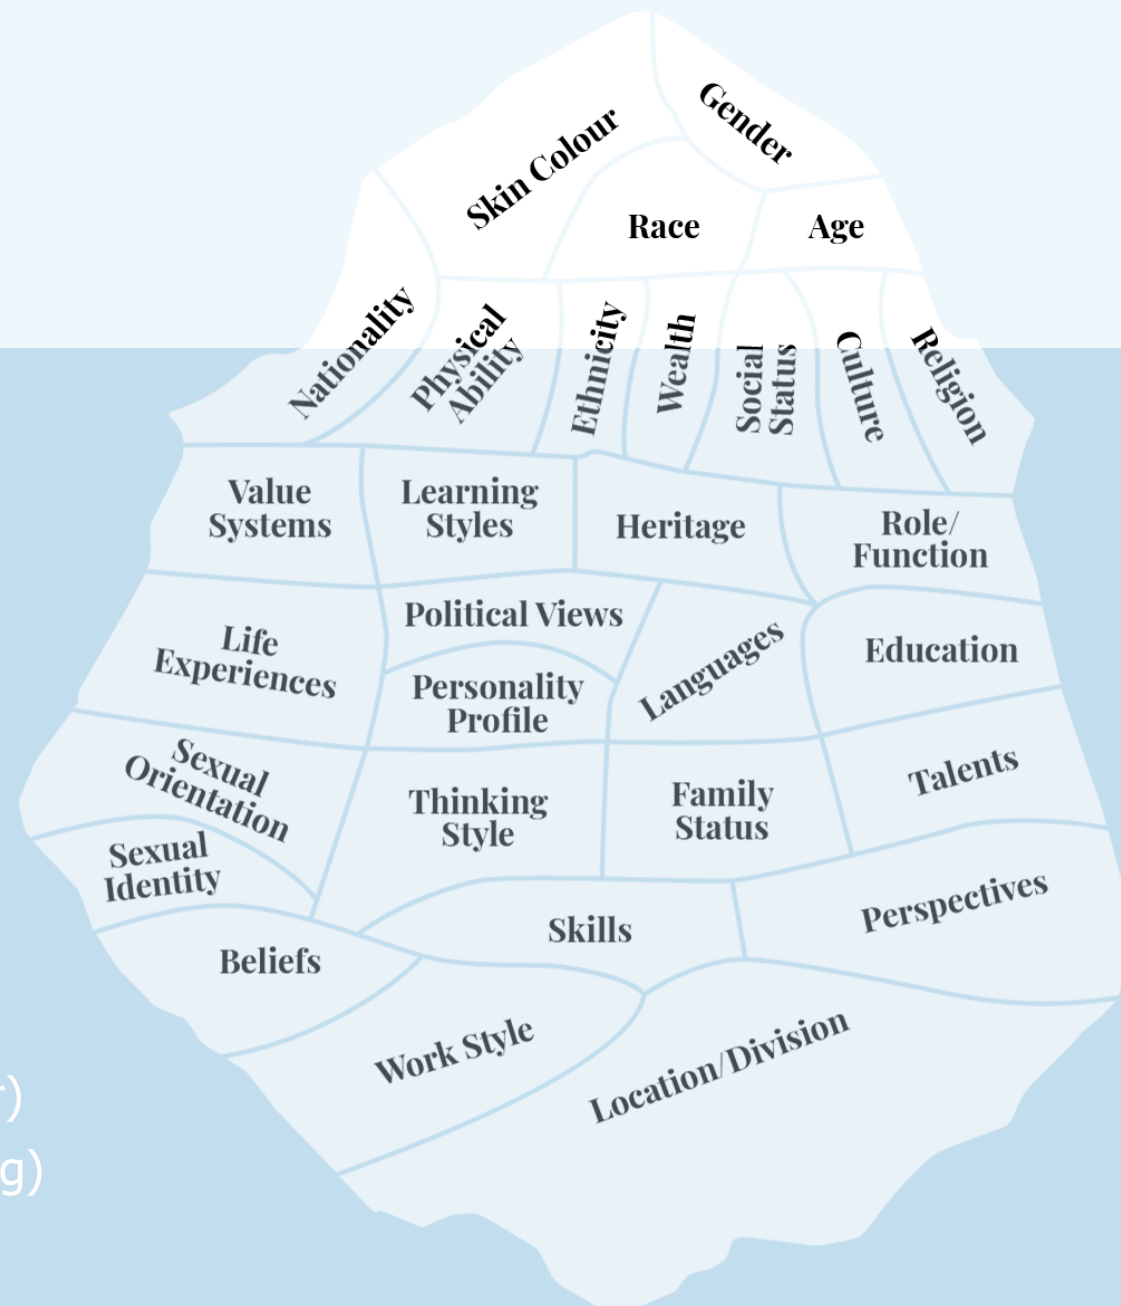 Gender
Skin Colour
Race
Age
Nationality
Physical
Ability
Ethnicity
Wealth
Social
Status
Culture
Religion
Value
Systems
Learning
Styles
Heritage
Role/
Function
Life
Experiences
Political Views
Personality
Profile
Languages
Education
Sexual
Orientation
Thinking
Style
Family
Status
Talents
Sexual
Identity
Skills
Perspectives
Beliefs
Work Style
Location/Division
r)
g)